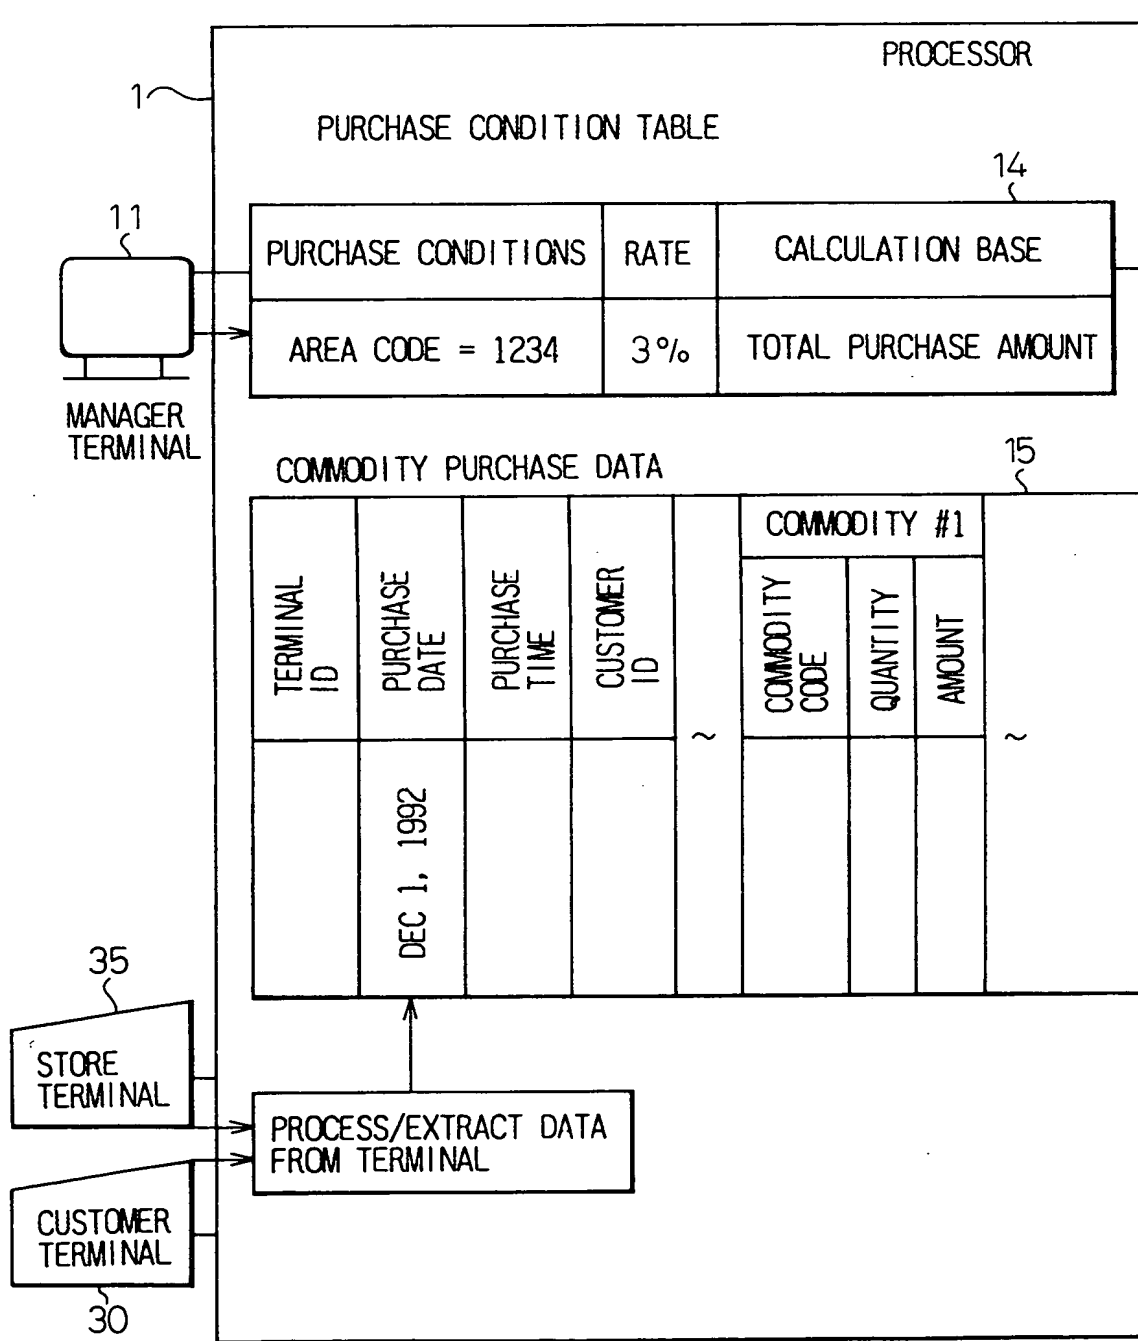 PROCESSOR
1
PURCHASE CONDITION TABLE
14
11
PURCHASE CONDITIONS
RATE
CALCULATION BASE
AREA CODE = 1234
3%
TOTAL PURCHASE AMOUNT
MANAGER
TERMINAL
COMMODITY PURCHASE DATA
15
TERMINAL
ID
PURCHASE
DATE
PURCHASE
TIME
CUSTOMER
ID
~
COMMODITY #1
COMMODITY
CODE
QUANTITY
AMOUNT
~
DEC 1, 1992
35
STORE
TERMINAL
PROCESS/EXTRACT DATA
FROM TERMINAL
CUSTOMER
TERMINAL
30